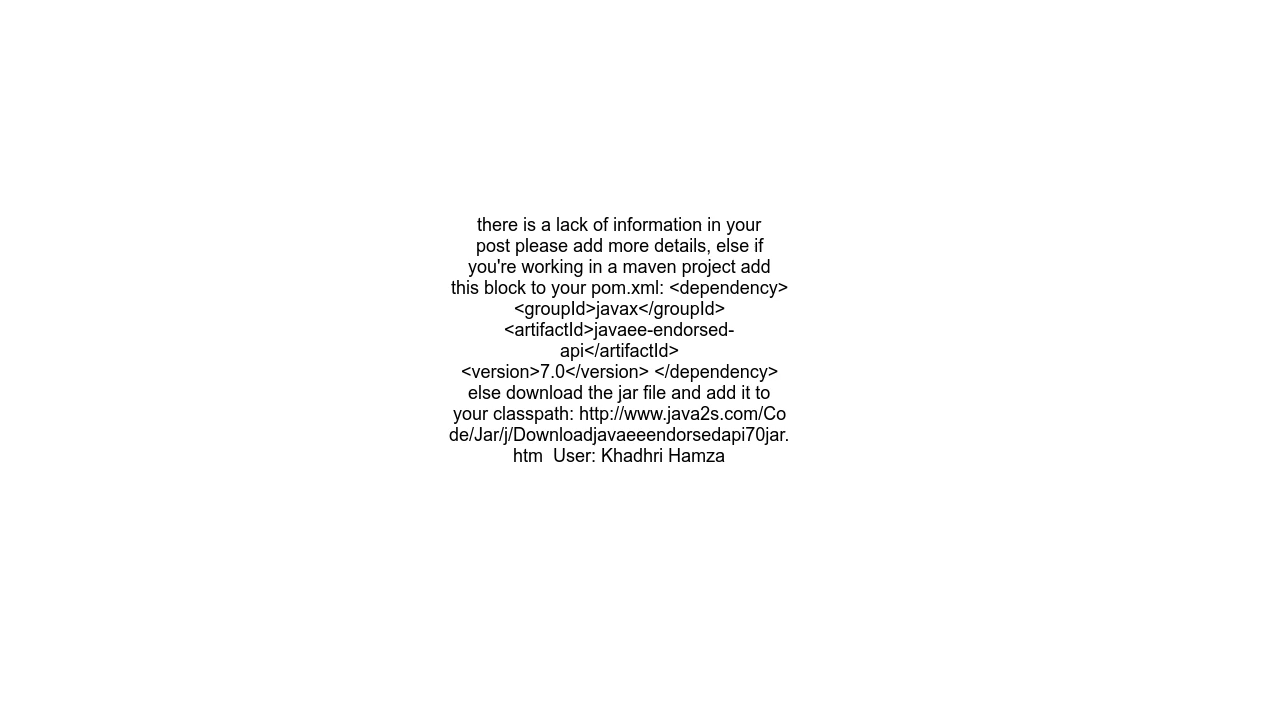 there is a lack of information in your
post please add more details, else if
you're working in a maven project add
this block to your pom.xml: <dependency>
<groupId>javax</groupId>
<artifactId>javaee-endorsed-
api</artifactId>
<version>7.0</version> </dependency>
else download the jar file and add it to
your classpath: http://www.java2s.com/Co
de/Jar/j/Downloadjavaeeendorsedapi70jar.
htm  User: Khadhri Hamza